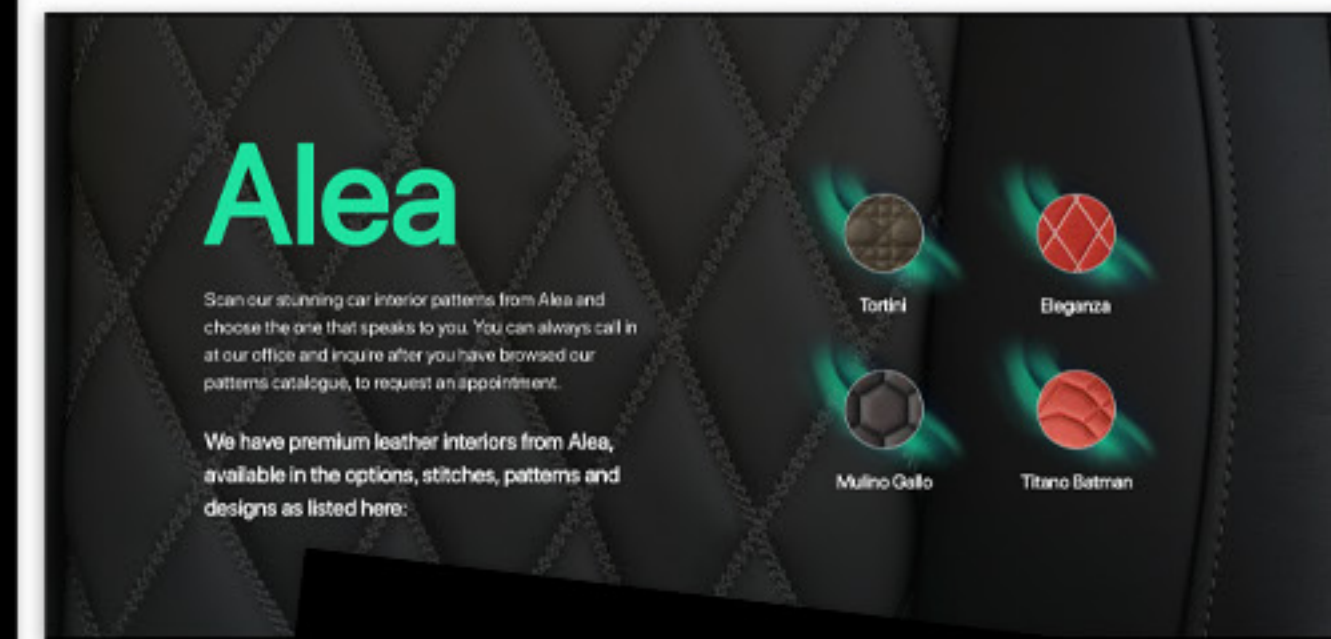 Alea
Scan our stunning car interior patterns from Alea and
choose the one that speaks to you. You can always call in
at our office and inquire after you have browsed our
patterns catalogue, to request an appointment.
We have premium leather interiors from Alea,
available in the options, stitches, patterns and
designs as listed here:
Tortini
Eleganza
Mulino Gallo
Titano Batman